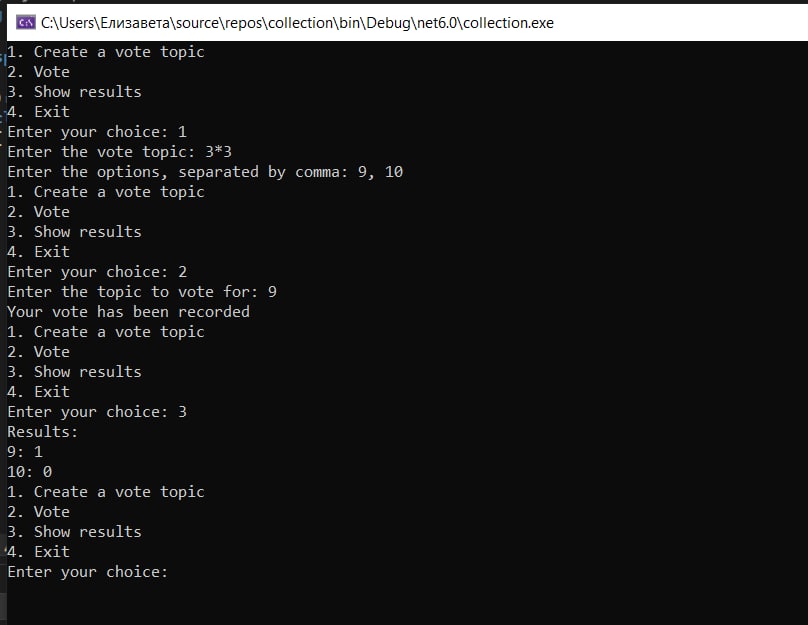 C:\Users\Елизавета\source\repos\collection\bin\Debug\net6.0\collection.exe
1. Create a vote topic
2. Vote
3. Show results
4. Exit
Enter your choice: 1
Enter the vote topic: 3*3
Enter the options, separated by comma: 9, 10
1. Create a vote topic
2. Vote
3. Show results
4. Exit
Enter your choice: 2
Enter the topic to vote for: 9
Your vote has been recorded
1. Create a vote topic
2. Vote
3. Show results
4. Exit
Enter your choice: 3
Results:
9: 1
10: 0
1. Create a vote topic
2. Vote
3. Show results
4. Exit
Enter your choice: